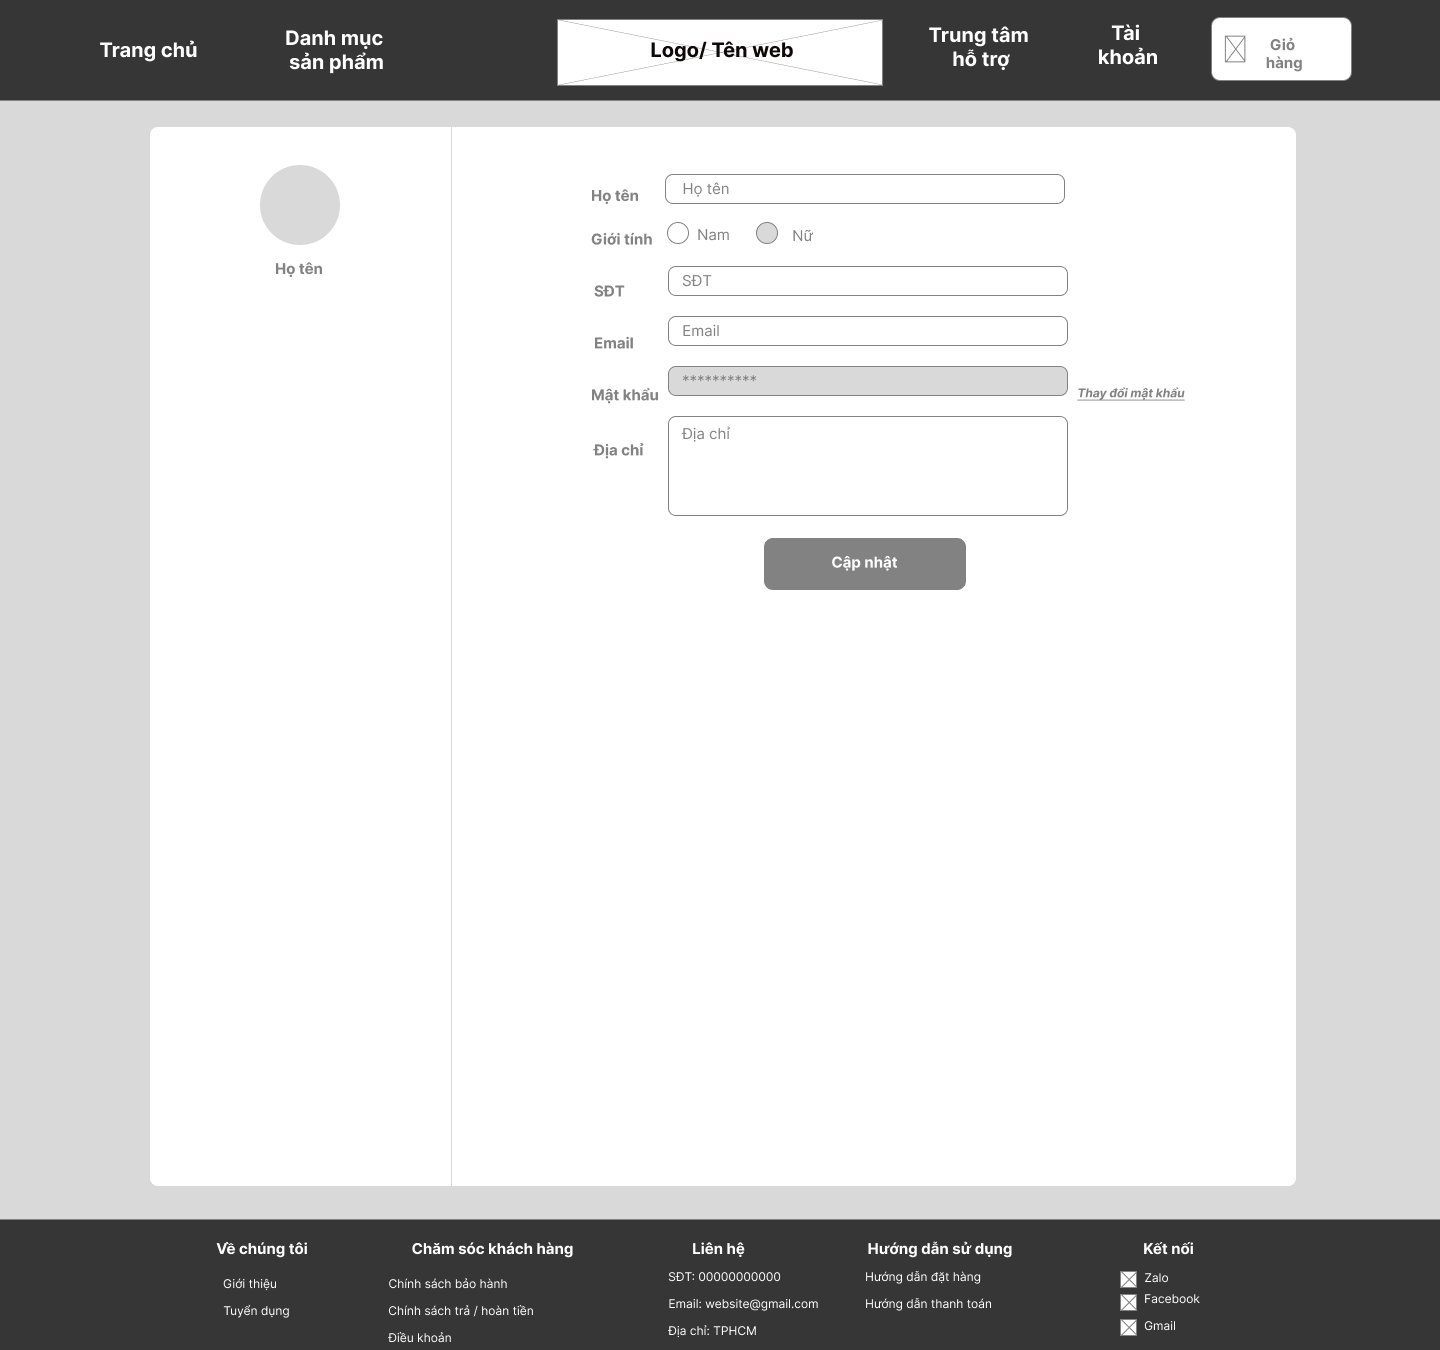 Trang chủ
Danh mục
sản phẩm
Logo/ Tên web
Trung tâm
hỗ trợ
Tài
khoản
Giỏ
hàng
Họ tên
Họ tên
Họ tên
Giới tính
Nam
Nữ
SĐT
SĐT
Email
Email
Mật khẩu
**********
Thay đổi mật khẩu
Địa chỉ
Địa chỉ
Cập nhật
Về chúng tôi
Giới thiệu
Tuyển dụng
Chăm sóc khách hàng
Chính sách bảo hành
Chính sách trả / hoàn tiền
Điều khoản
Liên hệ
SĐT: 00000000000
Email: website@gmail.com
Địa chỉ: TPHCM
Hướng dẫn sử dụng
Hướng dẫn đặt hàng
Hướng dẫn thanh toán
Kết nối
Zalo
Facebook
Gmail